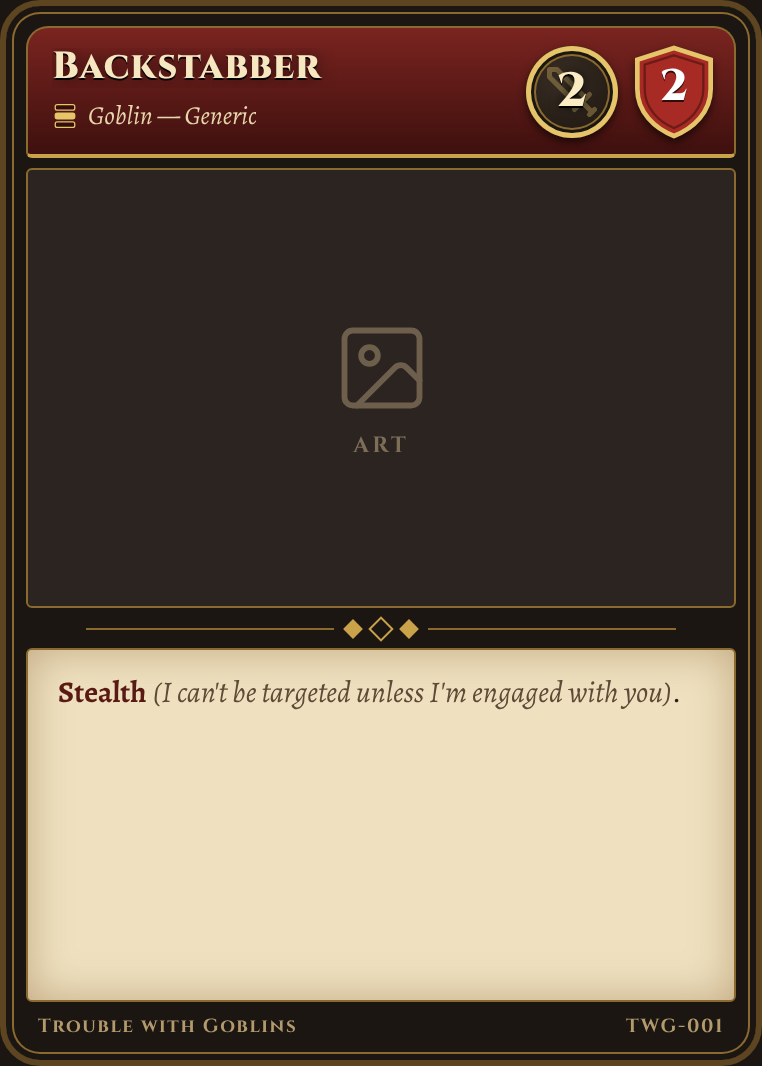 Backstabber
Goblin — Generic
2
2
ART
Stealth (I can't be targeted unless I'm engaged with you).
Trouble with Goblins
TWG-001